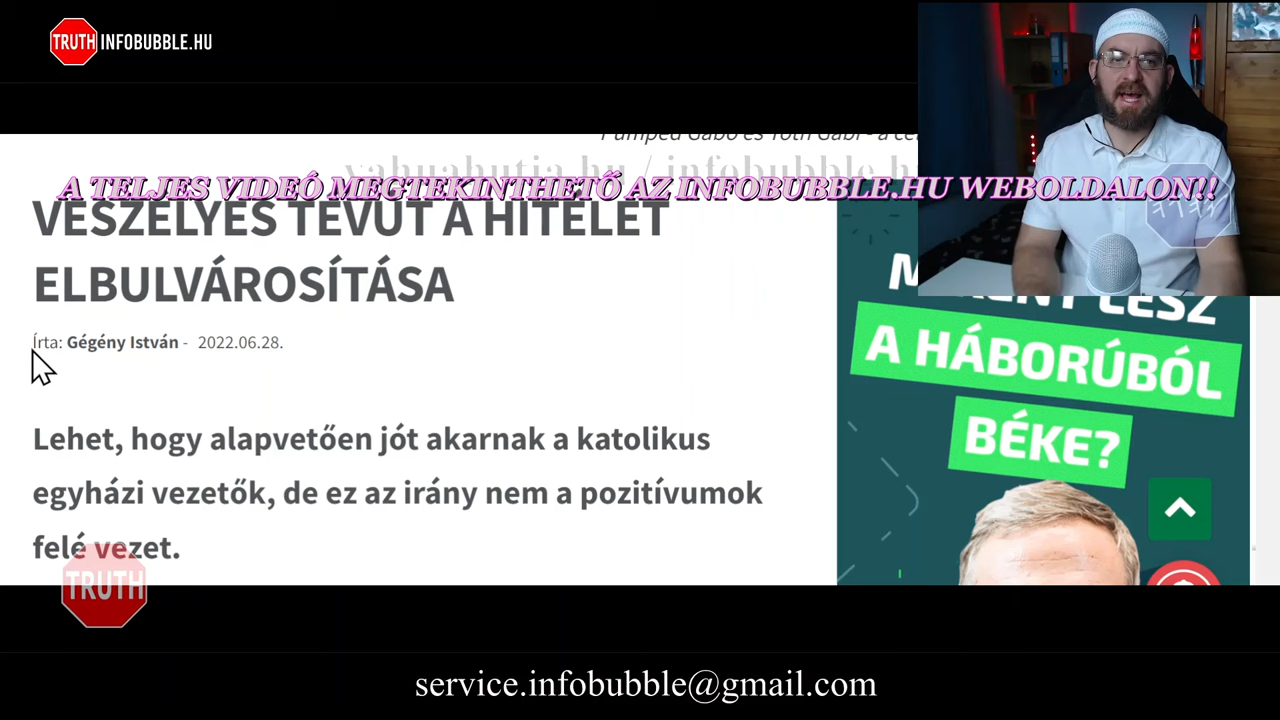 TRUTH INFOBUBBLE.HU
A TELJES VIDEÓ MEGTEKINTHETŐ AZ INFOBUBBLE.HU WEBOLDALON!!
VESZÉLYES TÉVÚT A HITÉLET
ELBULVÁROSÍTÁSA
Írta: Gégény István - 2022.06.28.
Lehet, hogy alapvetően jót akarnak a katolikus
egyházi vezetők, de ez az irány nem a pozitívumok
felé vezet.
LESZ
A HÁBORÚBÓL
BÉKE?
TRUTH
service.infobubble@gmail.com